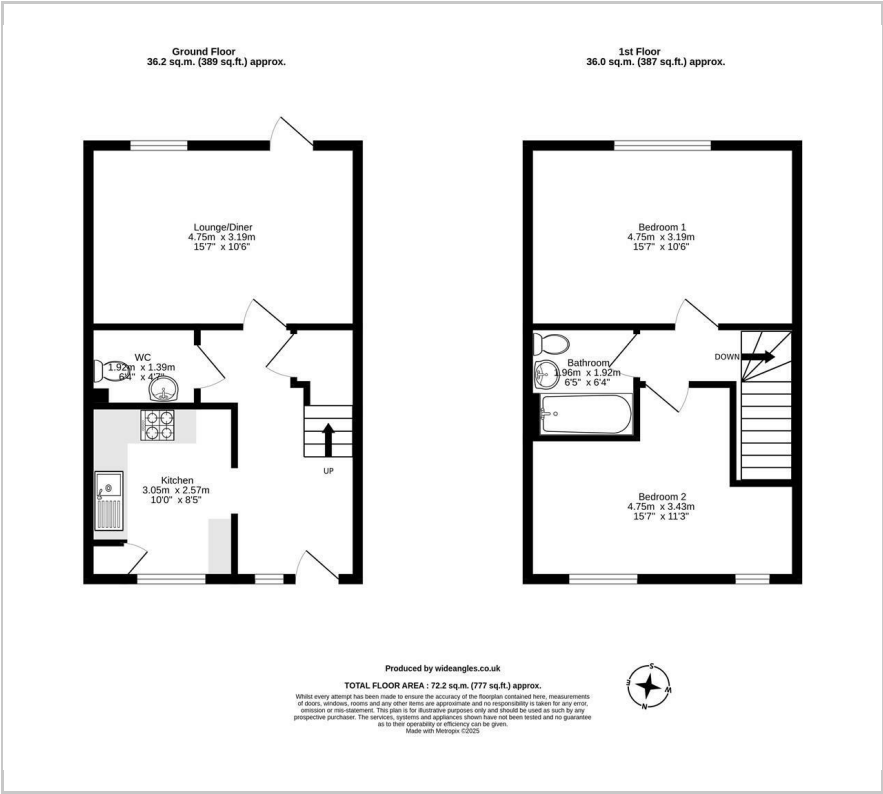 Ground Floor
36.2 sq.m. (389 sq.ft.) approx.
1st Floor
36.0 sq.m. (387 sq.ft.) approx.
Lounge/Diner
4.75m x 3.19m
15'7" x 10'6"
WC
1.92m x 1.39m
6'4" x 4'7"
Kitchen
3.05m x 2.57m
10'0" x 8'5"
UP
Bedroom 1
4.75m x 3.19m
15'7" x 10'6"
DOWN
Bathroom
1.96m x 1.92m
6'5" x 6'4"
Bedroom 2
4.75m x 3.43m
15'7" x 11'3"
Produced by wideangles.co.uk
TOTAL FLOOR AREA : 72.2 sq.m. (777 sq.ft.) approx.
Whilst every attempt has been made to ensure the accuracy of the floorplan contained here, measurements
of doors, windows, rooms and any other items are approximate and no responsibility is taken for any error,
omission or mis-statement. This plan is for illustrative purposes only and should be used as such by any
prospective purchaser. The services, systems and appliances shown have not been tested and no guarantee
as to their operability or efficiency can be given.
Made with Metropix ©2025
S
E
W
N